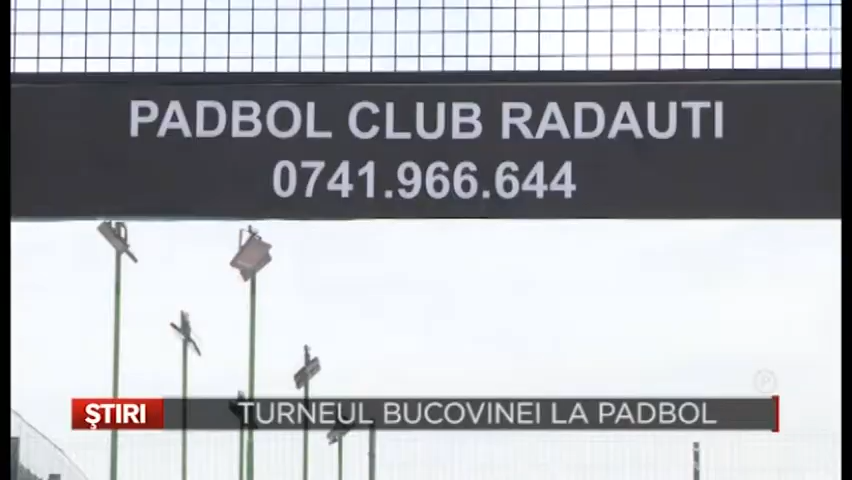 PADBOL CLUB RADAUTI
0741.966.644
P
ŞTIRI TURNEUL BUCOVINEI LA PADBOL